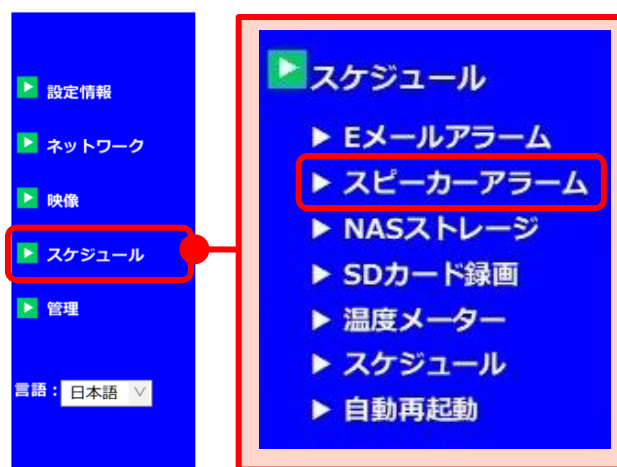 設定情報
ネットワーク
映像
スケジュール
管理
言語：日本語
スケジュール
Eメールアラーム
スピーカーアラーム
NASストレージ
SDカード録画
温度メーター
スケジュール
自動再起動